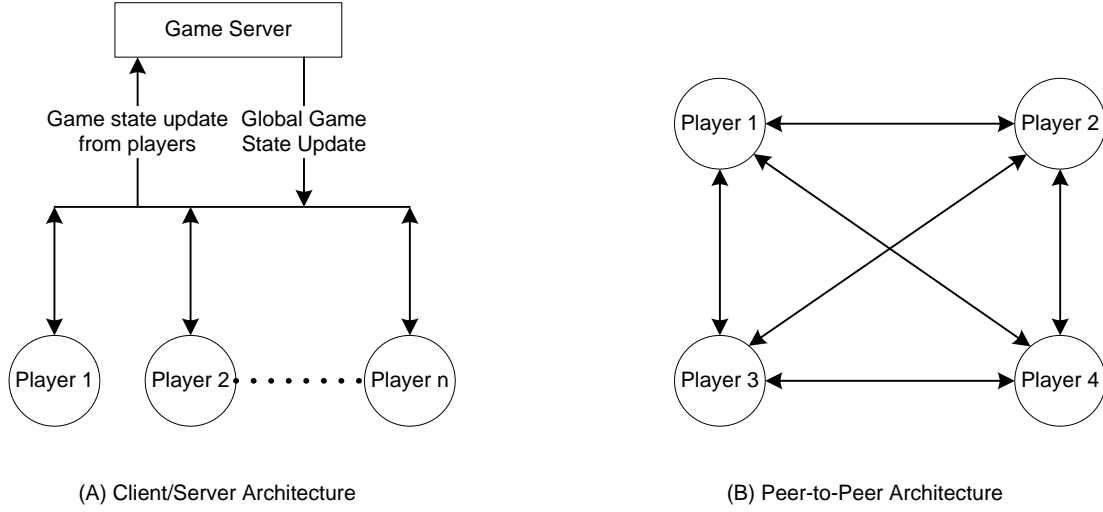 Game Server
Game state update
from players
Global Game
State Update
Player 1
Player 2
Player n
(A) Client/Server Architecture
Player 1
Player 2
Player 3
Player 4
(B) Peer-to-Peer Architecture